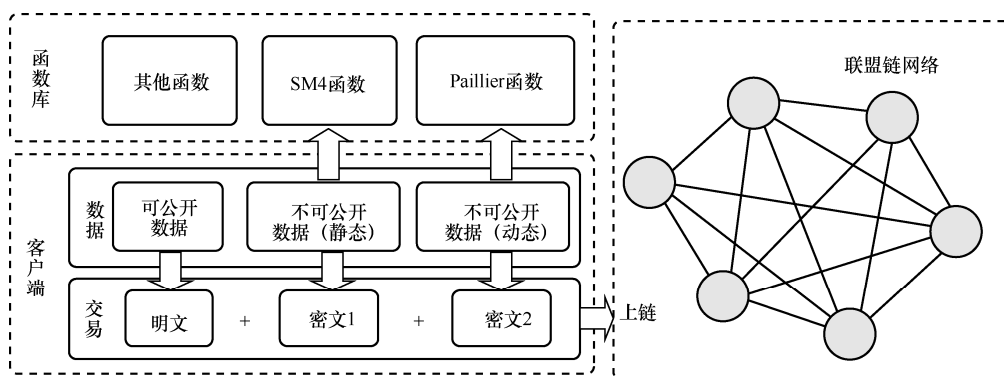 函数库
其他函数
SM4函数
Paillier函数
联盟链网络
客户端
数据
可公开
数据
不可公开
数据（静态）
不可公开
数据（动态）
交易
明文
+
密文1
+
密文2
上链